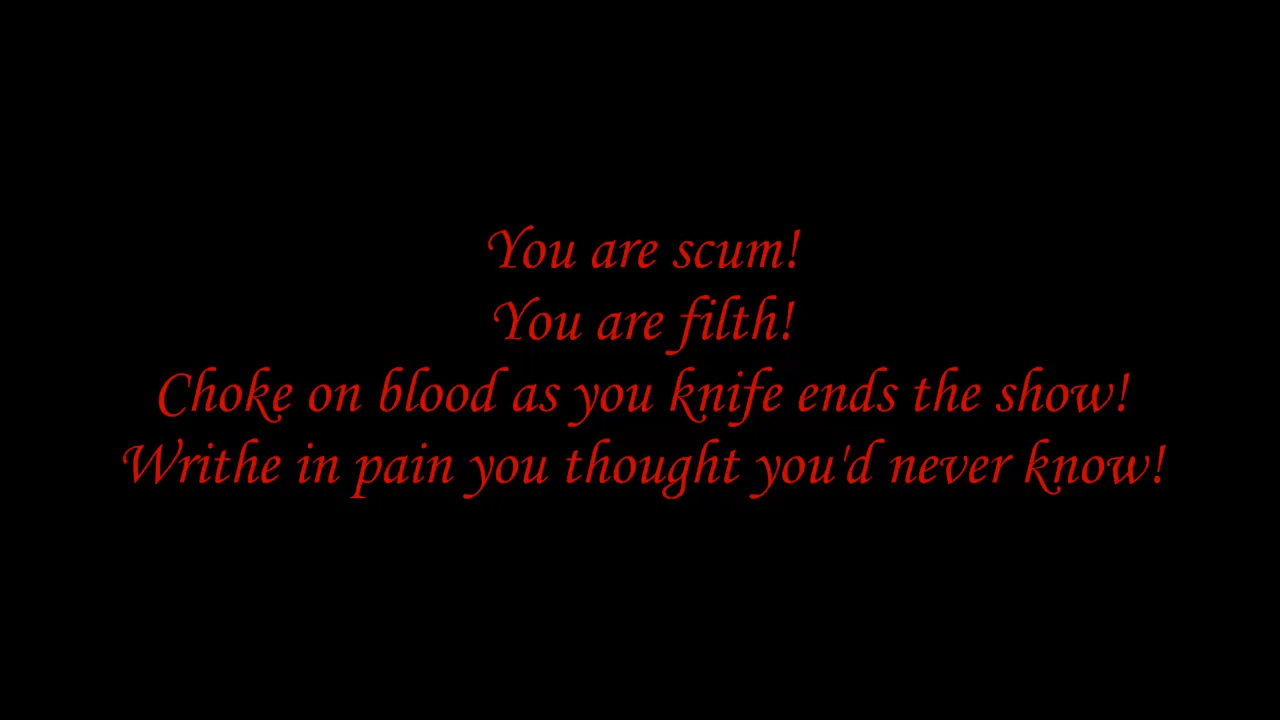 You are scum!
You are filth!
Choke on blood as you knife ends the show!
Writhe in pain you thought you'd never know!